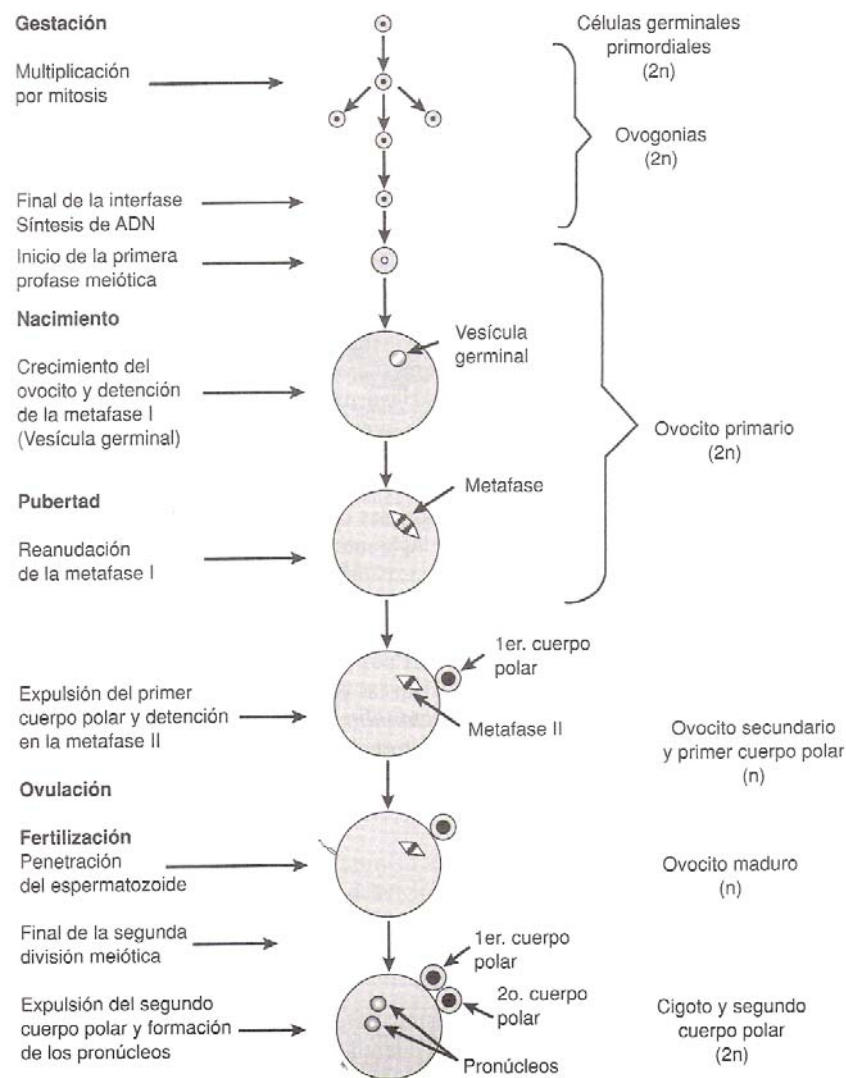 Gestación
Células germinales
primordiales
(2n)
Multiplicación
por mitosis
Ovogonias
(2n)
Final de la interfase
Síntesis de ADN
Inicio de la primera
profase meiótica
Nacimiento
Vesícula
germinal
Crecimiento del
ovocito y detención
de la metafase I
(Vesícula germinal)
Ovocito primario
(2n)
Pubertad
Metafase
Reanudación
de la metafase I
1er. cuerpo
polar
Expulsión del primer
cuerpo polar y detención
en la metafase II
Metafase II
Ovocito secundario
y primer cuerpo polar
(n)
Ovulación
Fertilización
Penetración
del espermatozoide
Ovocito maduro
(n)
Final de la segunda
división meiótica
1er. cuerpo
polar
2o. cuerpo
polar
Expulsión del segundo
cuerpo polar y formación
de los pronúcleos
Pronúcleos
Cigoto y segundo
cuerpo polar
(2n)